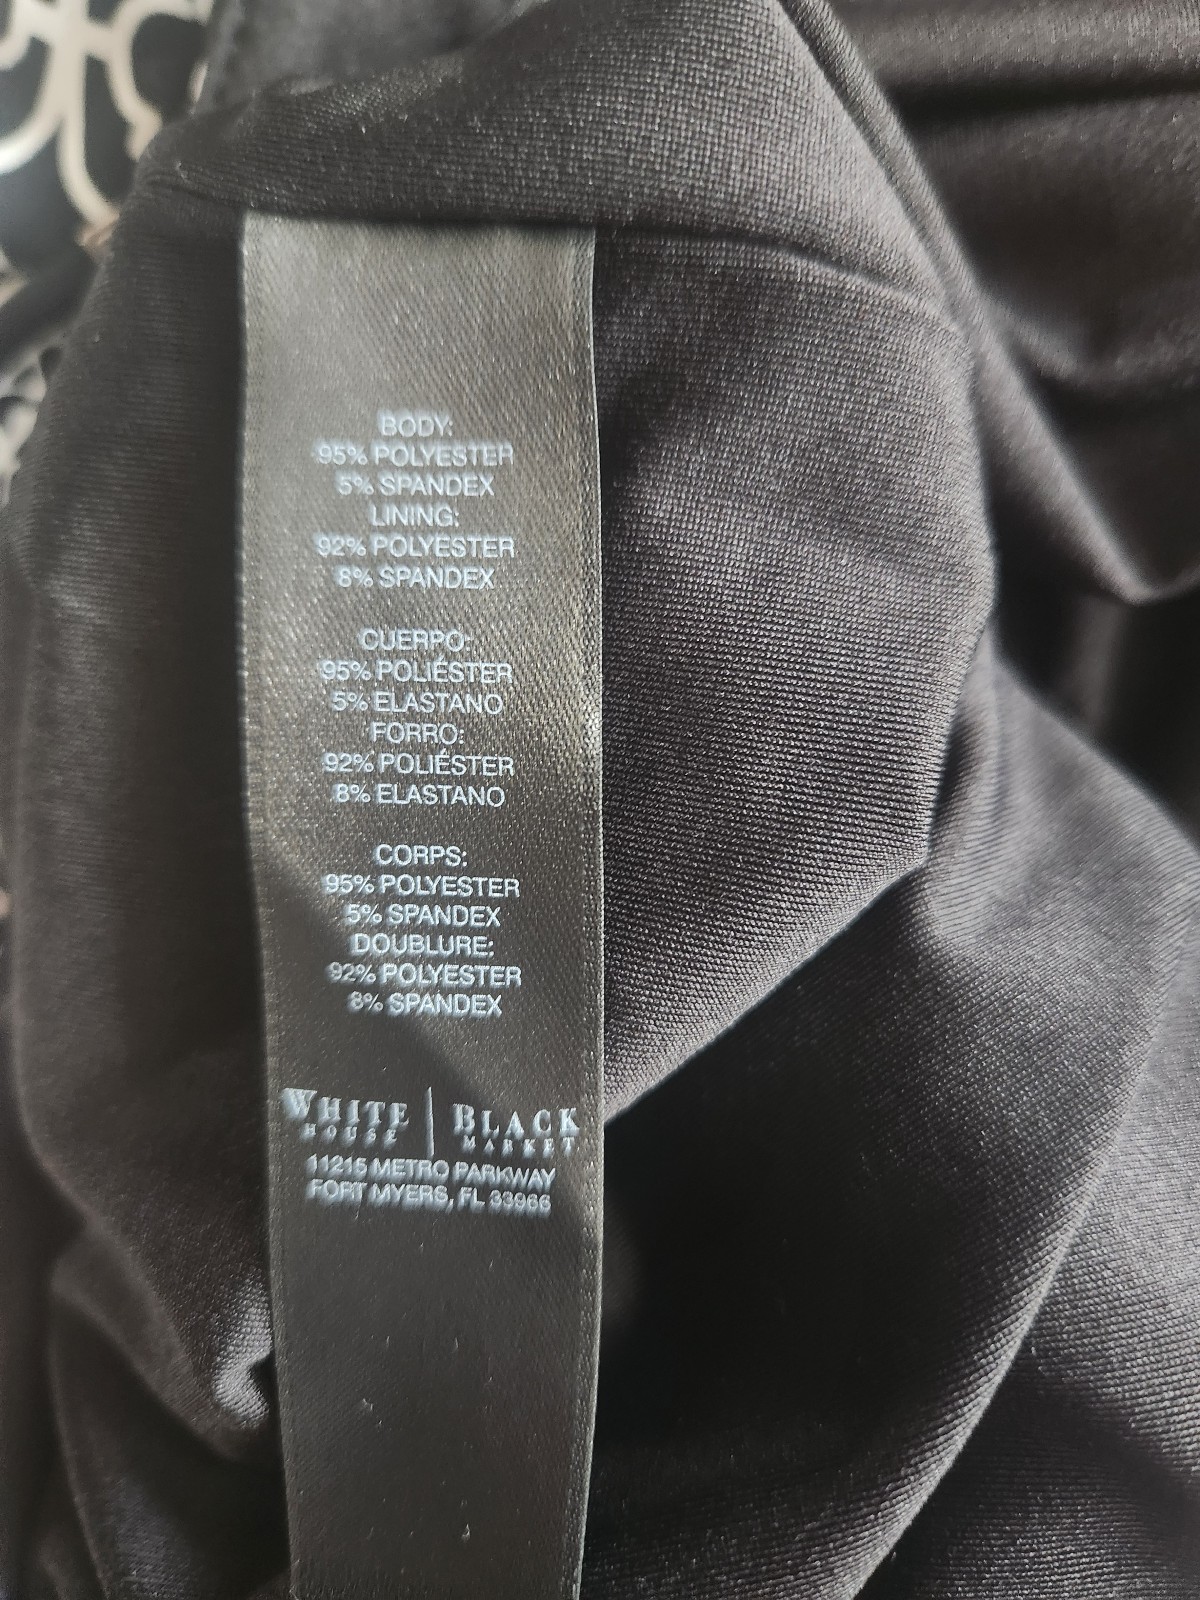 BODY:
95% POLYESTER
5% SPANDEX
LINING:
92% POLYESTER
8% SPANDEX
CUERPO:
95% POLIÉSTER
5% ELASTANO
FORRO:
92% POLIÉSTER
8% ELASTANO
CORPS:
95% POLYESTER
5% SPANDEX
DOUBLURE:
92% POLYESTER
8% SPANDEX
WHITE HOUSE | BLACK MARKET
11215 METRO PARKWAY
FORT MYERS, FL 33966